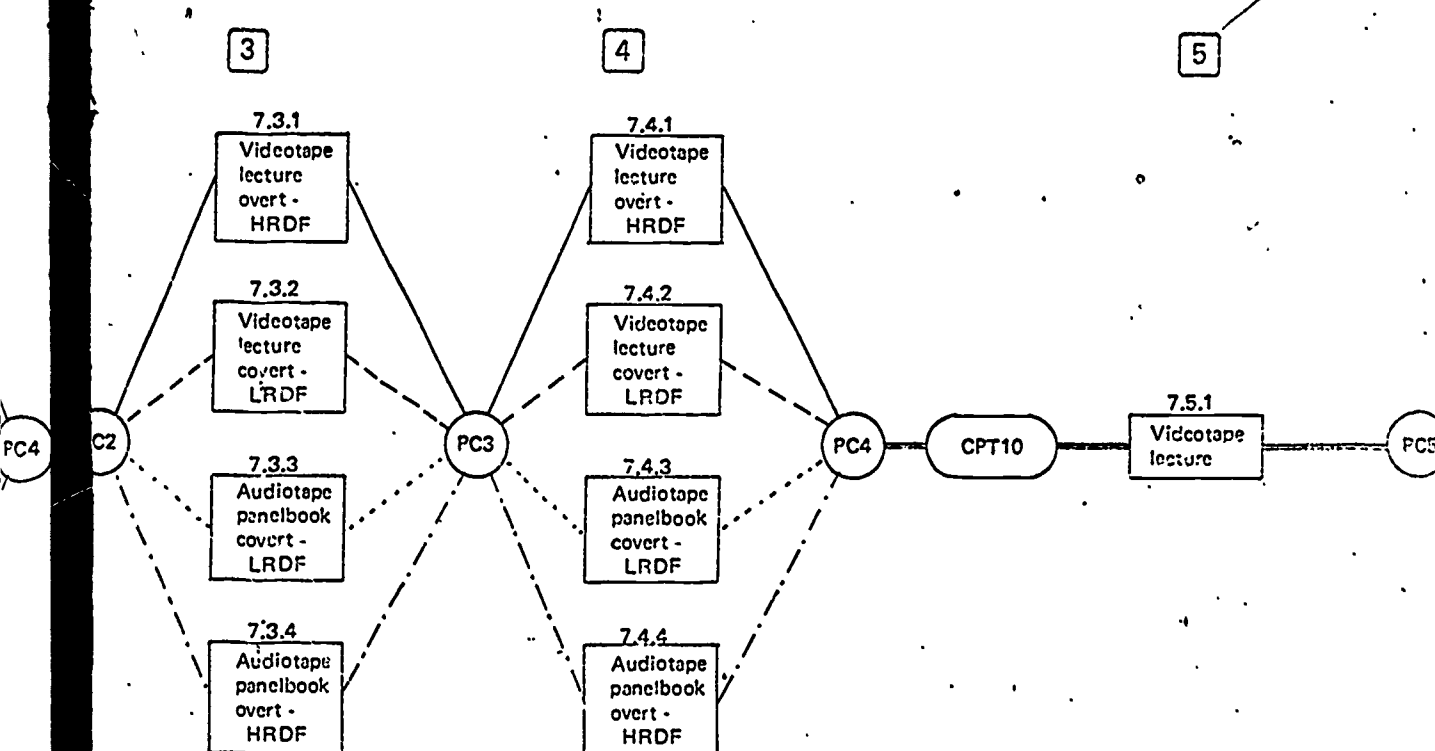 3
4
5
7.3.1
Videotape
lecture
overt -
HRDF
7.4.1
Videotape
lecture
overt -
HRDF
7.3.2
Videotape
lecture
covert -
LRDF
7.4.2
Videotape
lecture
covert -
LRDF
PC4
C2
PC3
PC4
CPT10
7.5.1
Videotape
lecture
PC5
7.3.3
Audiotape
panelbook
covert -
LRDF
7.4.3
Audiotape
panelbook
covert -
LRDF
7.3.4
Audiotape
panelbook
overt -
HRDF
7.4.4
Audiotape
panelbook
overt -
HRDF